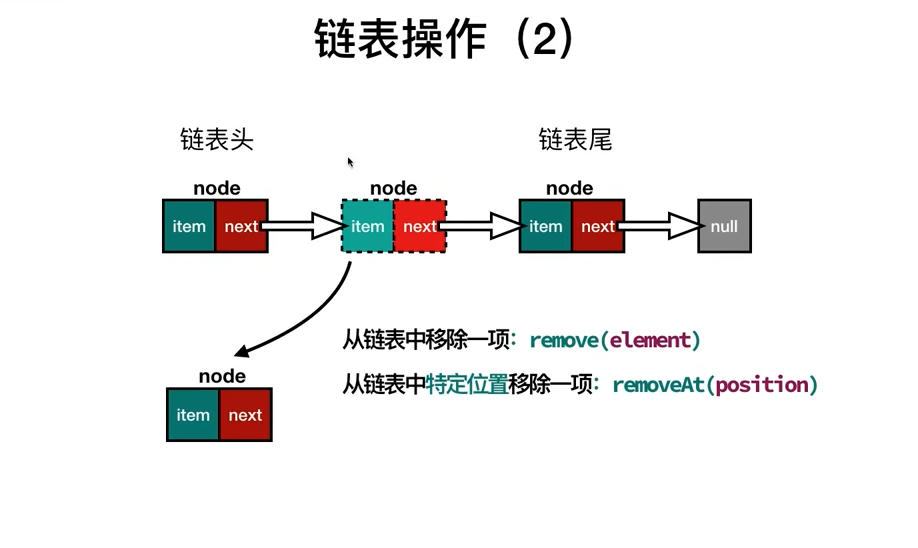 链表操作（2）
链表头
链表尾
node
node
node
item next
item next
item next
null
从链表中移除一项：remove(element)
node
从链表中特定位置移除一项：removeAt(position)
item next